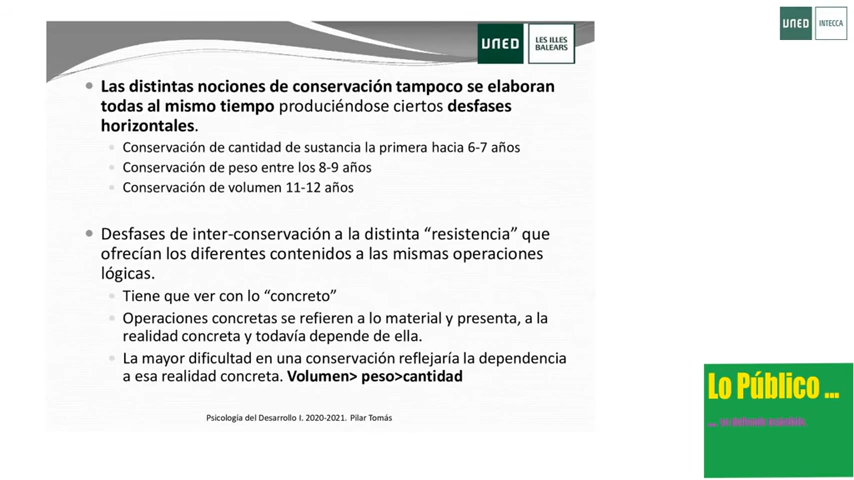 UNED
LES ILLES
BALEARS
UNED
INTECCA
Las distintas nociones de conservación tampoco se elaboran
todas al mismo tiempo produciéndose ciertos desfases
horizontales.
Conservación de cantidad de sustancia la primera hacia 6-7 años
Conservación de peso entre los 8-9 años
Conservación de volumen 11-12 años
Desfases de inter-conservación a la distinta “resistencia” que
ofrecían los diferentes contenidos a las mismas operaciones
lógicas.
Tiene que ver con lo “concreto”
Operaciones concretas se refieren a lo material y presenta, a la
realidad concreta y todavía depende de ella.
La mayor dificultad en una conservación reflejaría la dependencia
a esa realidad concreta. Volumen> peso>cantidad
Psicología del Desarrollo I. 2020-2021. Pilar Tomás
Lo Público ...